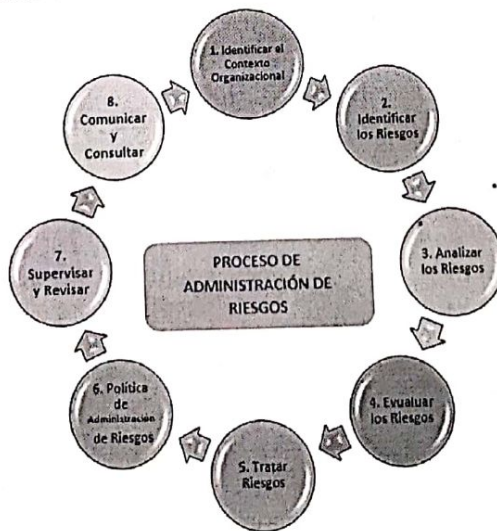 1. Identificar el
Contexto
Organizacional
2.
Identificar
los Riesgos
3. Analizar
los Riesgos
4. Evualuar
los Riesgos
5. Tratar
Riesgos
6. Política
de
Administración
de Riesgos
7.
Supervisar
y Revisar
8.
Comunicar
y
Consultar
PROCESO DE
ADMINISTRACIÓN DE
RIESGOS